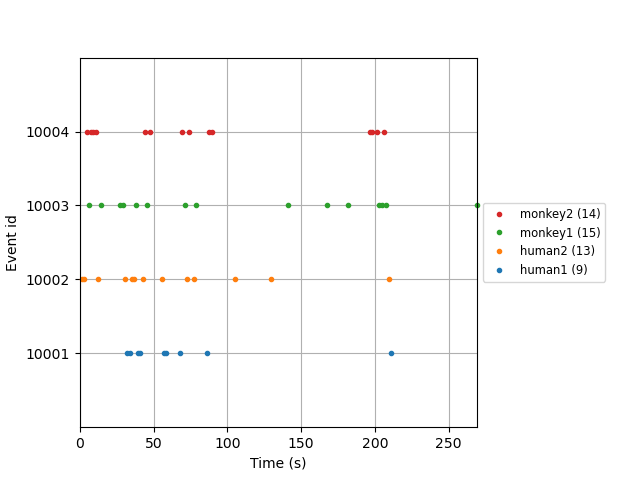 10004
10003
10002
10001
Event id
0
50
100
150
200
250
Time (s)
monkey2 (14)
monkey1 (15)
human2 (13)
human1 (9)